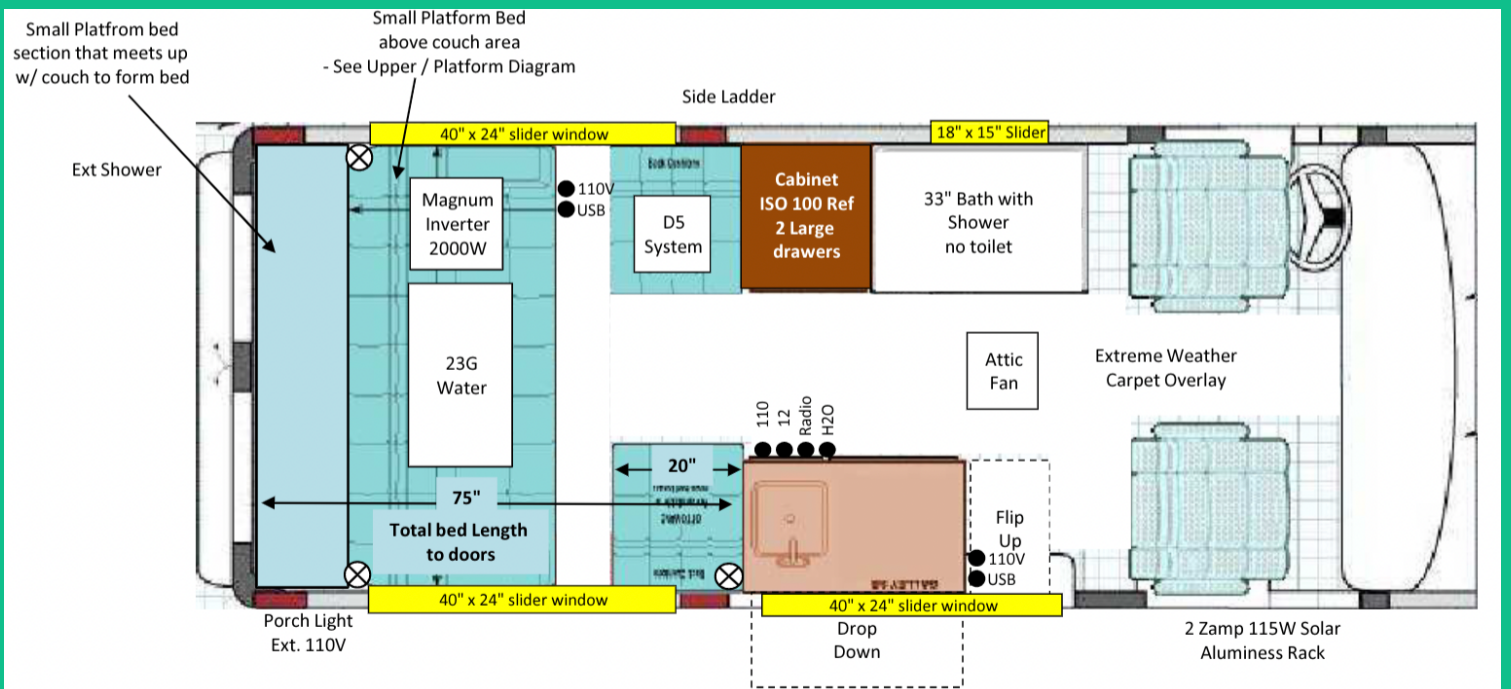 Small Platfrom bed
section that meets up
w/ couch to form bed
Small Platform Bed
above couch area
- See Upper / Platform Diagram
Side Ladder
Ext Shower
40" x 24" slider window
18" x 15" Slider
Magnum
Inverter
2000W
110V
USB
Back Cushions
D5
System
Cabinet
ISO 100 Ref
2 Large
drawers
33" Bath with
Shower
no toilet
23G
Water
Attic
Fan
Extreme Weather
Carpet Overlay
110
12
Radio
H2O
20"
75"
Total bed Length
to doors
Flip
Up
110V
USB
40" x 24" slider window
40" x 24" slider window
Porch Light
Ext. 110V
Drop
Down
2 Zamp 115W Solar
Aluminess Rack